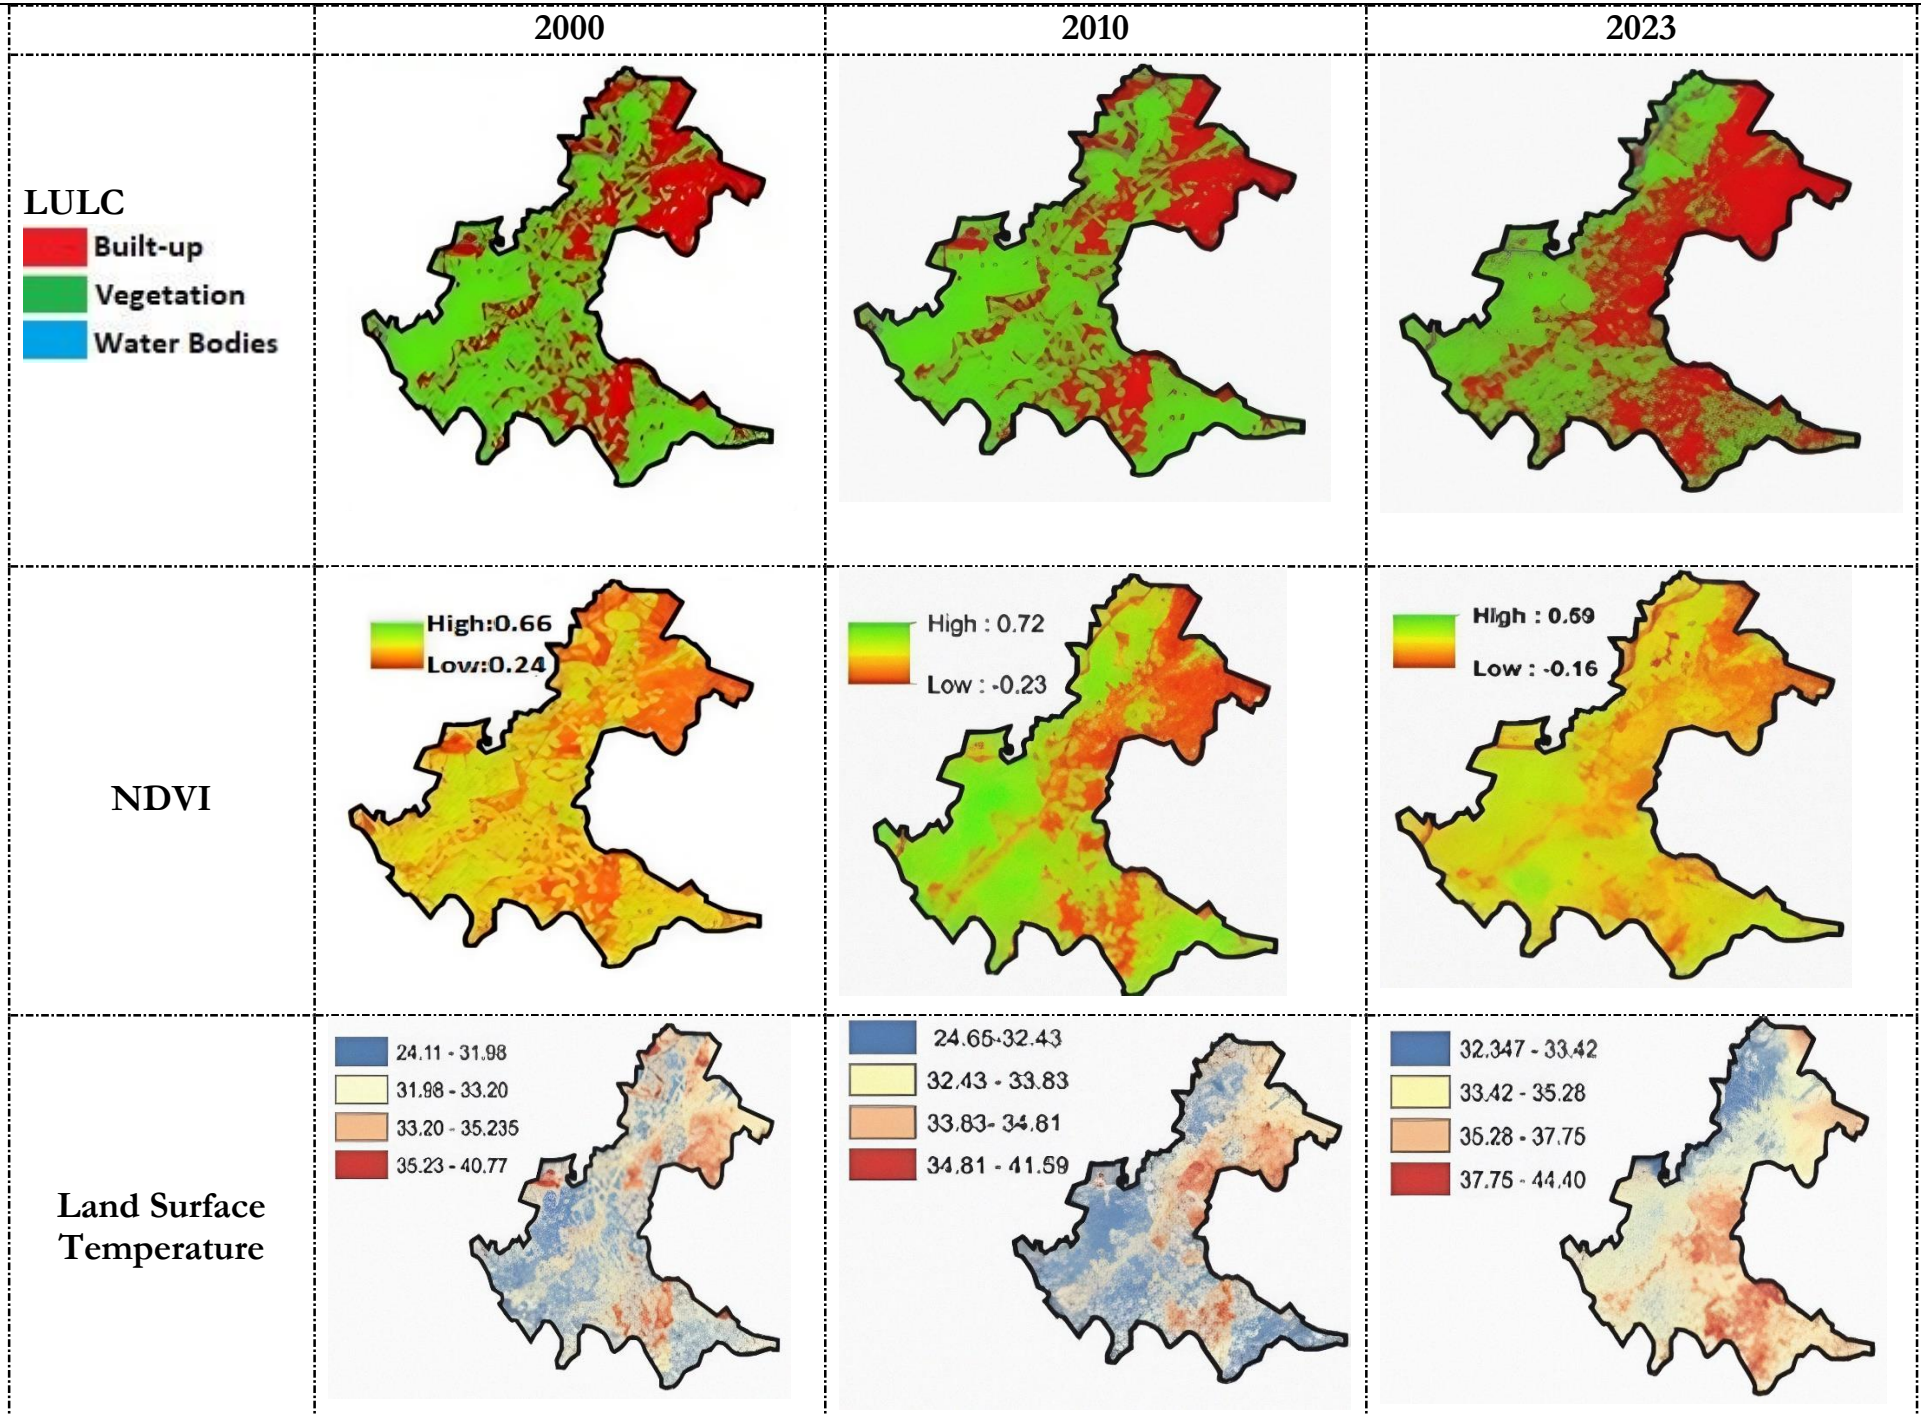 2000
2010
2023
LULC
Built-up
Vegetation
Water Bodies
NDVI
High:0.66
Low:0.24
High : 0.72
Low : -0.23
High : 0.59
Low : -0.16
Land Surface
Temperature
24.11 - 31.98
31.98 - 33.20
33.20 - 35.235
35.23 - 40.77
24.65-32.43
32.43 - 33.83
33.83- 34.81
34.81 - 41.59
32.347 - 33.42
33.42 - 35.28
35.28 - 37.75
37.75 - 44.40